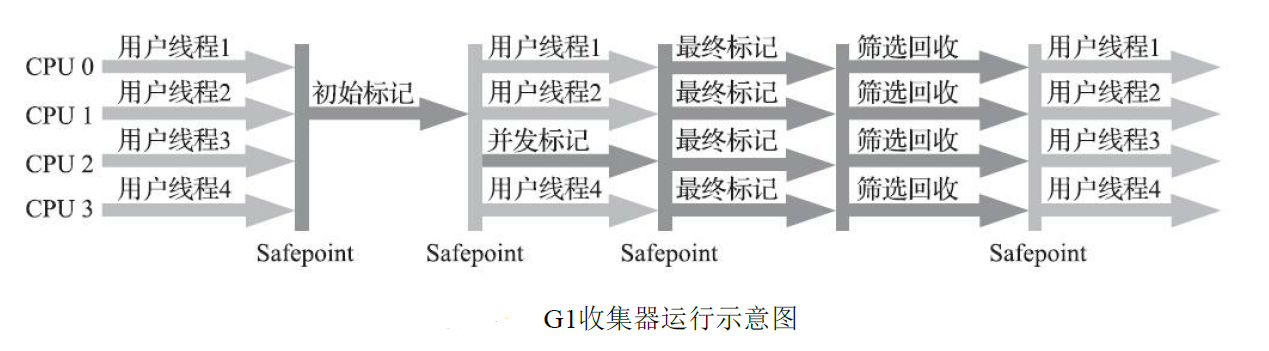 CPU 0 用户线程1 初始标记 用户线程1 最终标记 筛选回收 用户线程1
CPU 1 用户线程2 用户线程2 最终标记 筛选回收 用户线程2
CPU 2 用户线程3 并发标记 最终标记 筛选回收 用户线程3
CPU 3 用户线程4 用户线程4 最终标记 筛选回收 用户线程4
Safepoint Safepoint Safepoint Safepoint
G1收集器运行示意图